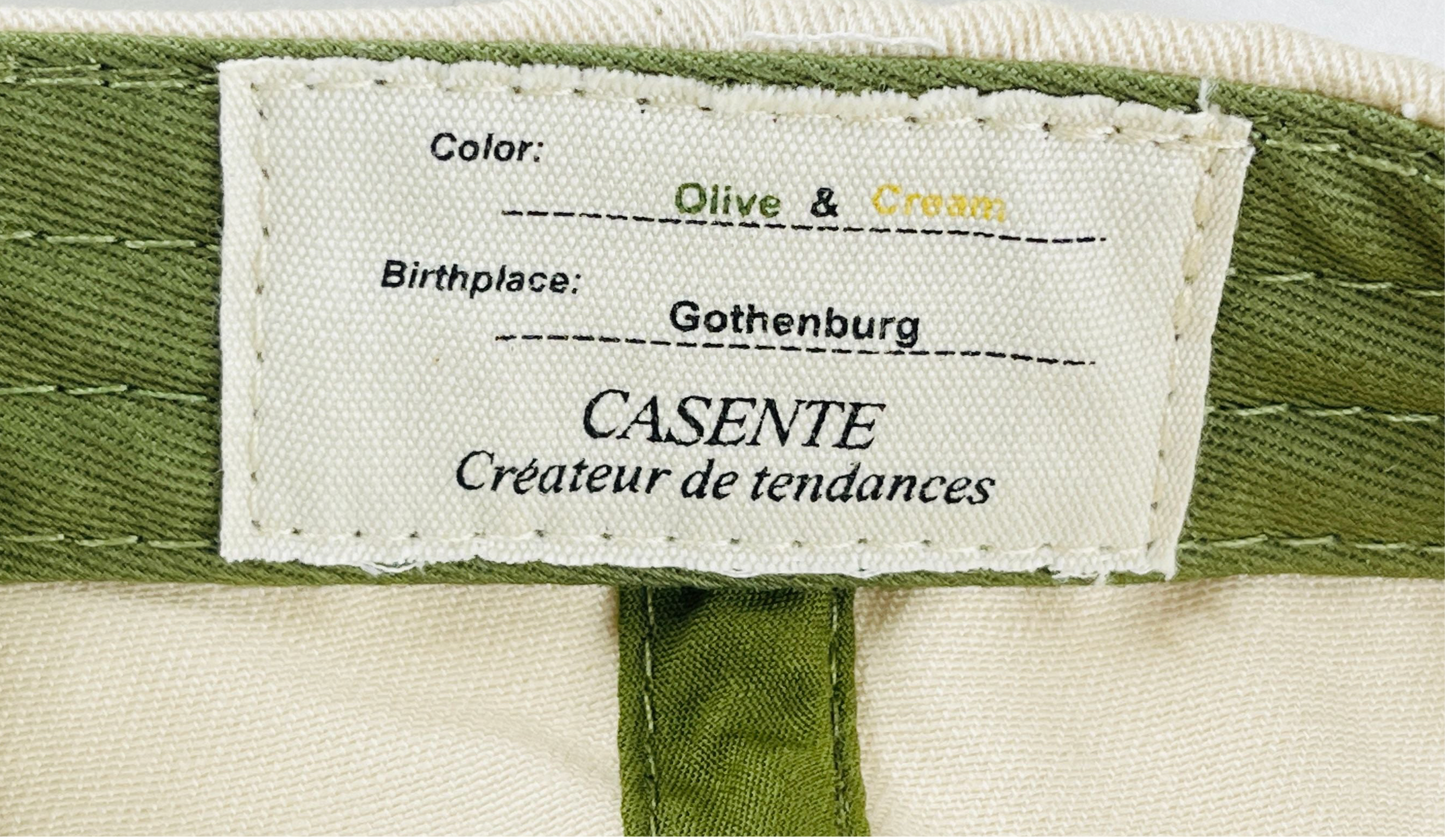 Color:
Olive & Cream
Birthplace:
Gothenburg
CASENTE
Créateur de tendances